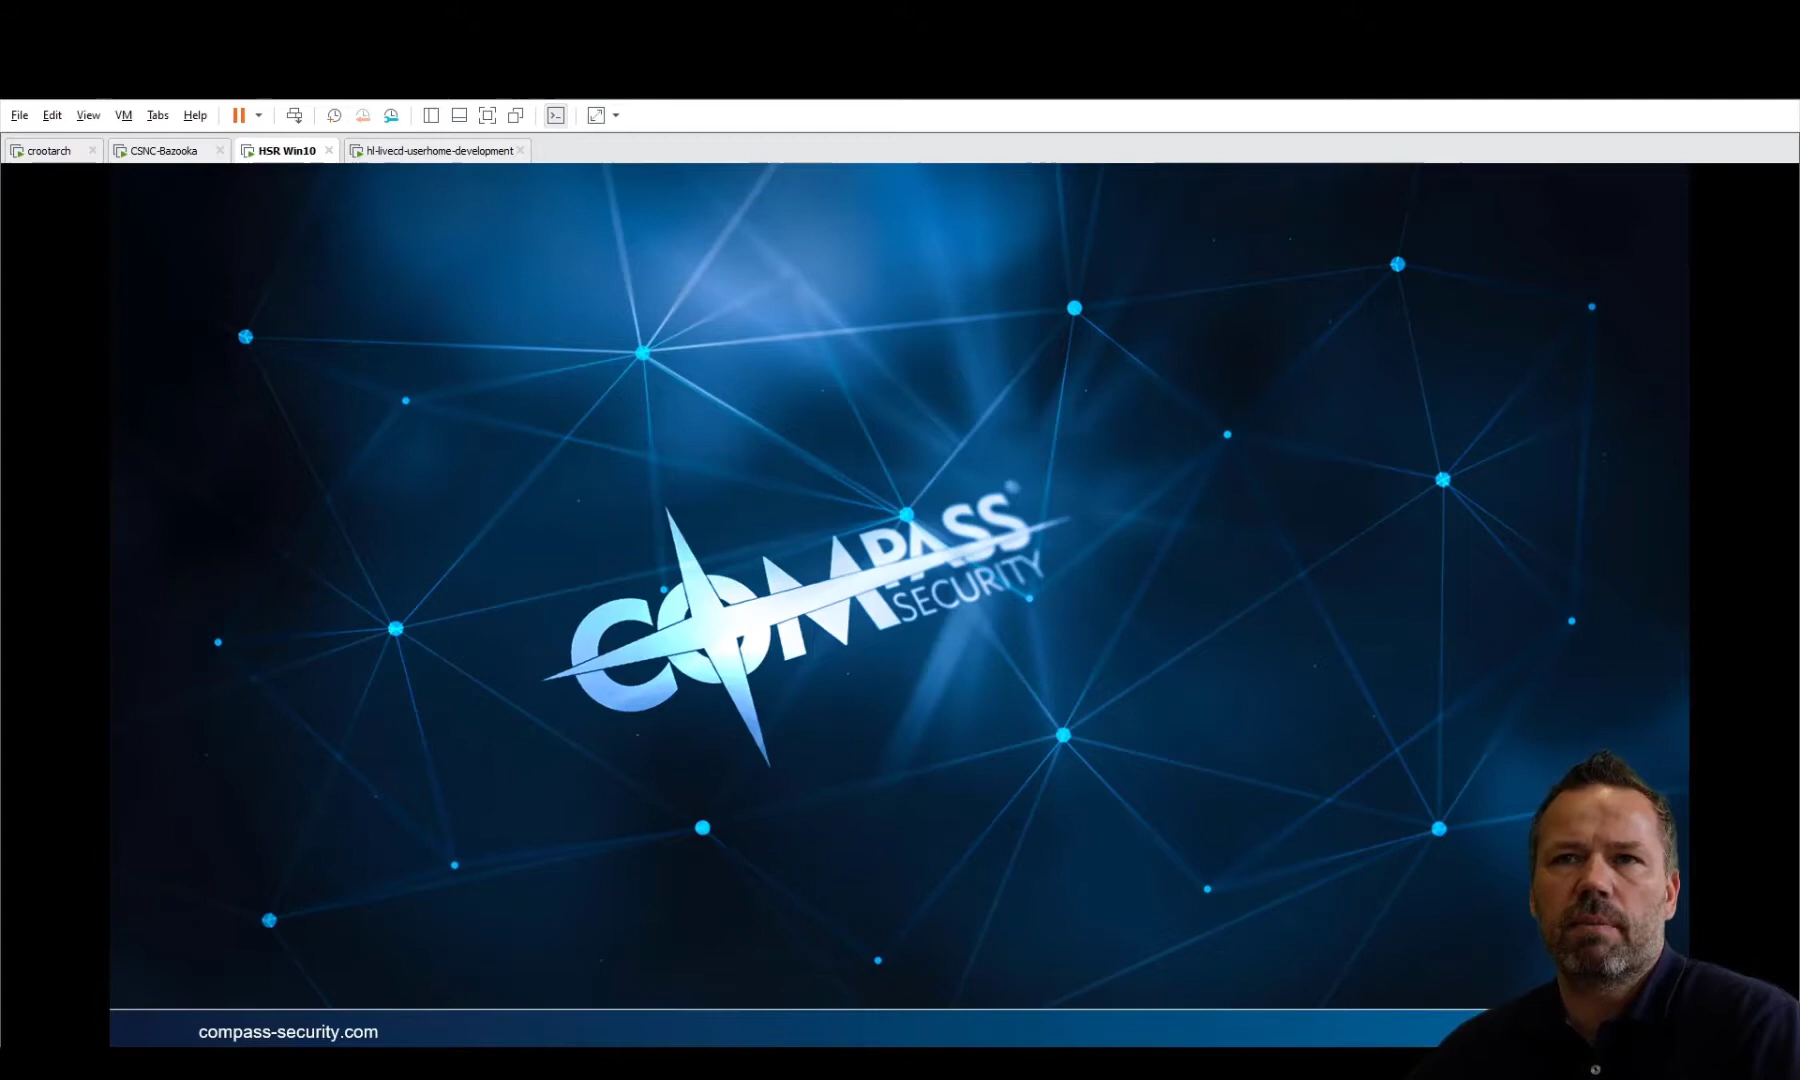 File Edit View VM Tabs Help
crootarch CSNC-Bazooka HSR Win10 hl-livecd-userhome-development
COMPASS®
SECURITY
compass-security.com